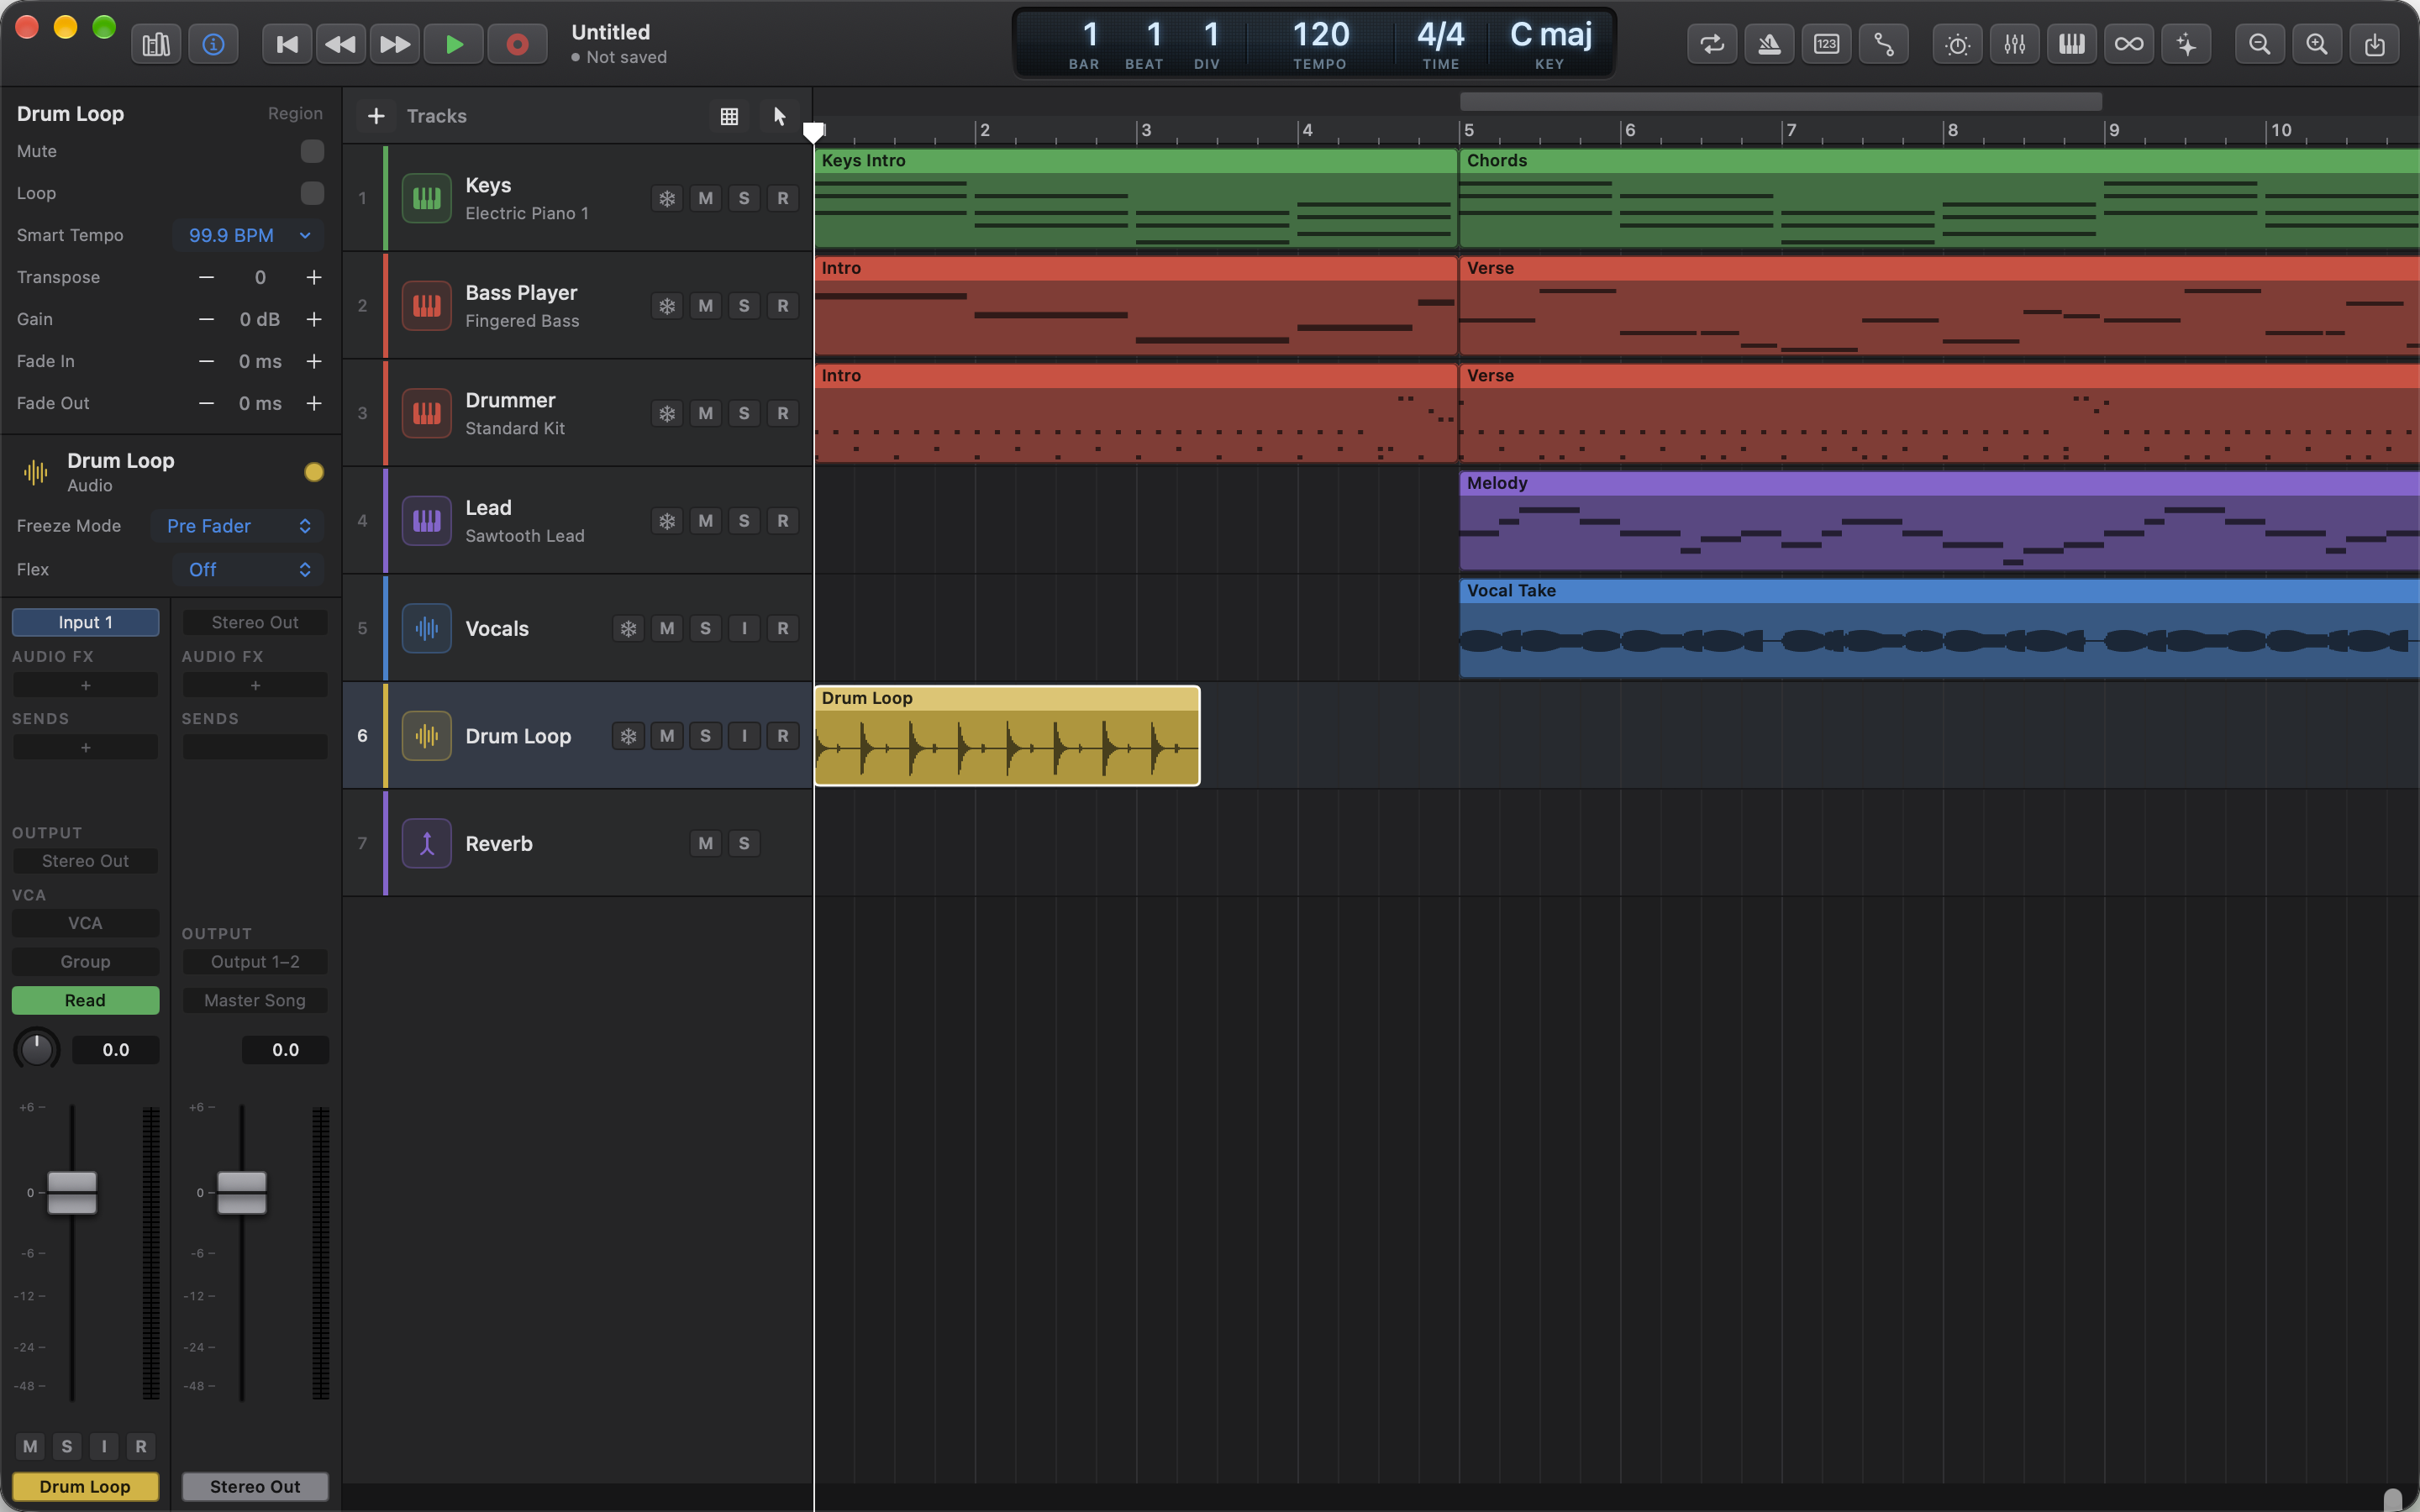 Untitled
Not saved
1 1 1 120 4/4 C maj
BAR BEAT DIV TEMPO TIME KEY
123
Drum Loop Region
Mute
Loop
Smart Tempo 99.9 BPM
Transpose 0
Gain 0 dB
Fade In 0 ms
Fade Out 0 ms
Drum Loop
Audio
Freeze Mode Pre Fader
Flex Off
Input 1 Stereo Out
AUDIO FX AUDIO FX
+ +
SENDS SENDS
+
OUTPUT
Stereo Out
VCA
VCA
OUTPUT
Group Output 1–2
Read Master Song
0.0 0.0
+6 +6
0 0
-6 -6
-12 -12
-24 -24
-48 -48
M S I R
Drum Loop Stereo Out
+ Tracks
2 3 4 5 6 7 8 9 10
1 Keys M S R
Electric Piano 1
2 Bass Player M S R
Fingered Bass
3 Drummer M S R
Standard Kit
4 Lead M S R
Sawtooth Lead
5 Vocals M S I R
6 Drum Loop M S I R
7 Reverb M S
Keys Intro Chords
Intro Verse
Intro Verse
Melody
Vocal Take
Drum Loop